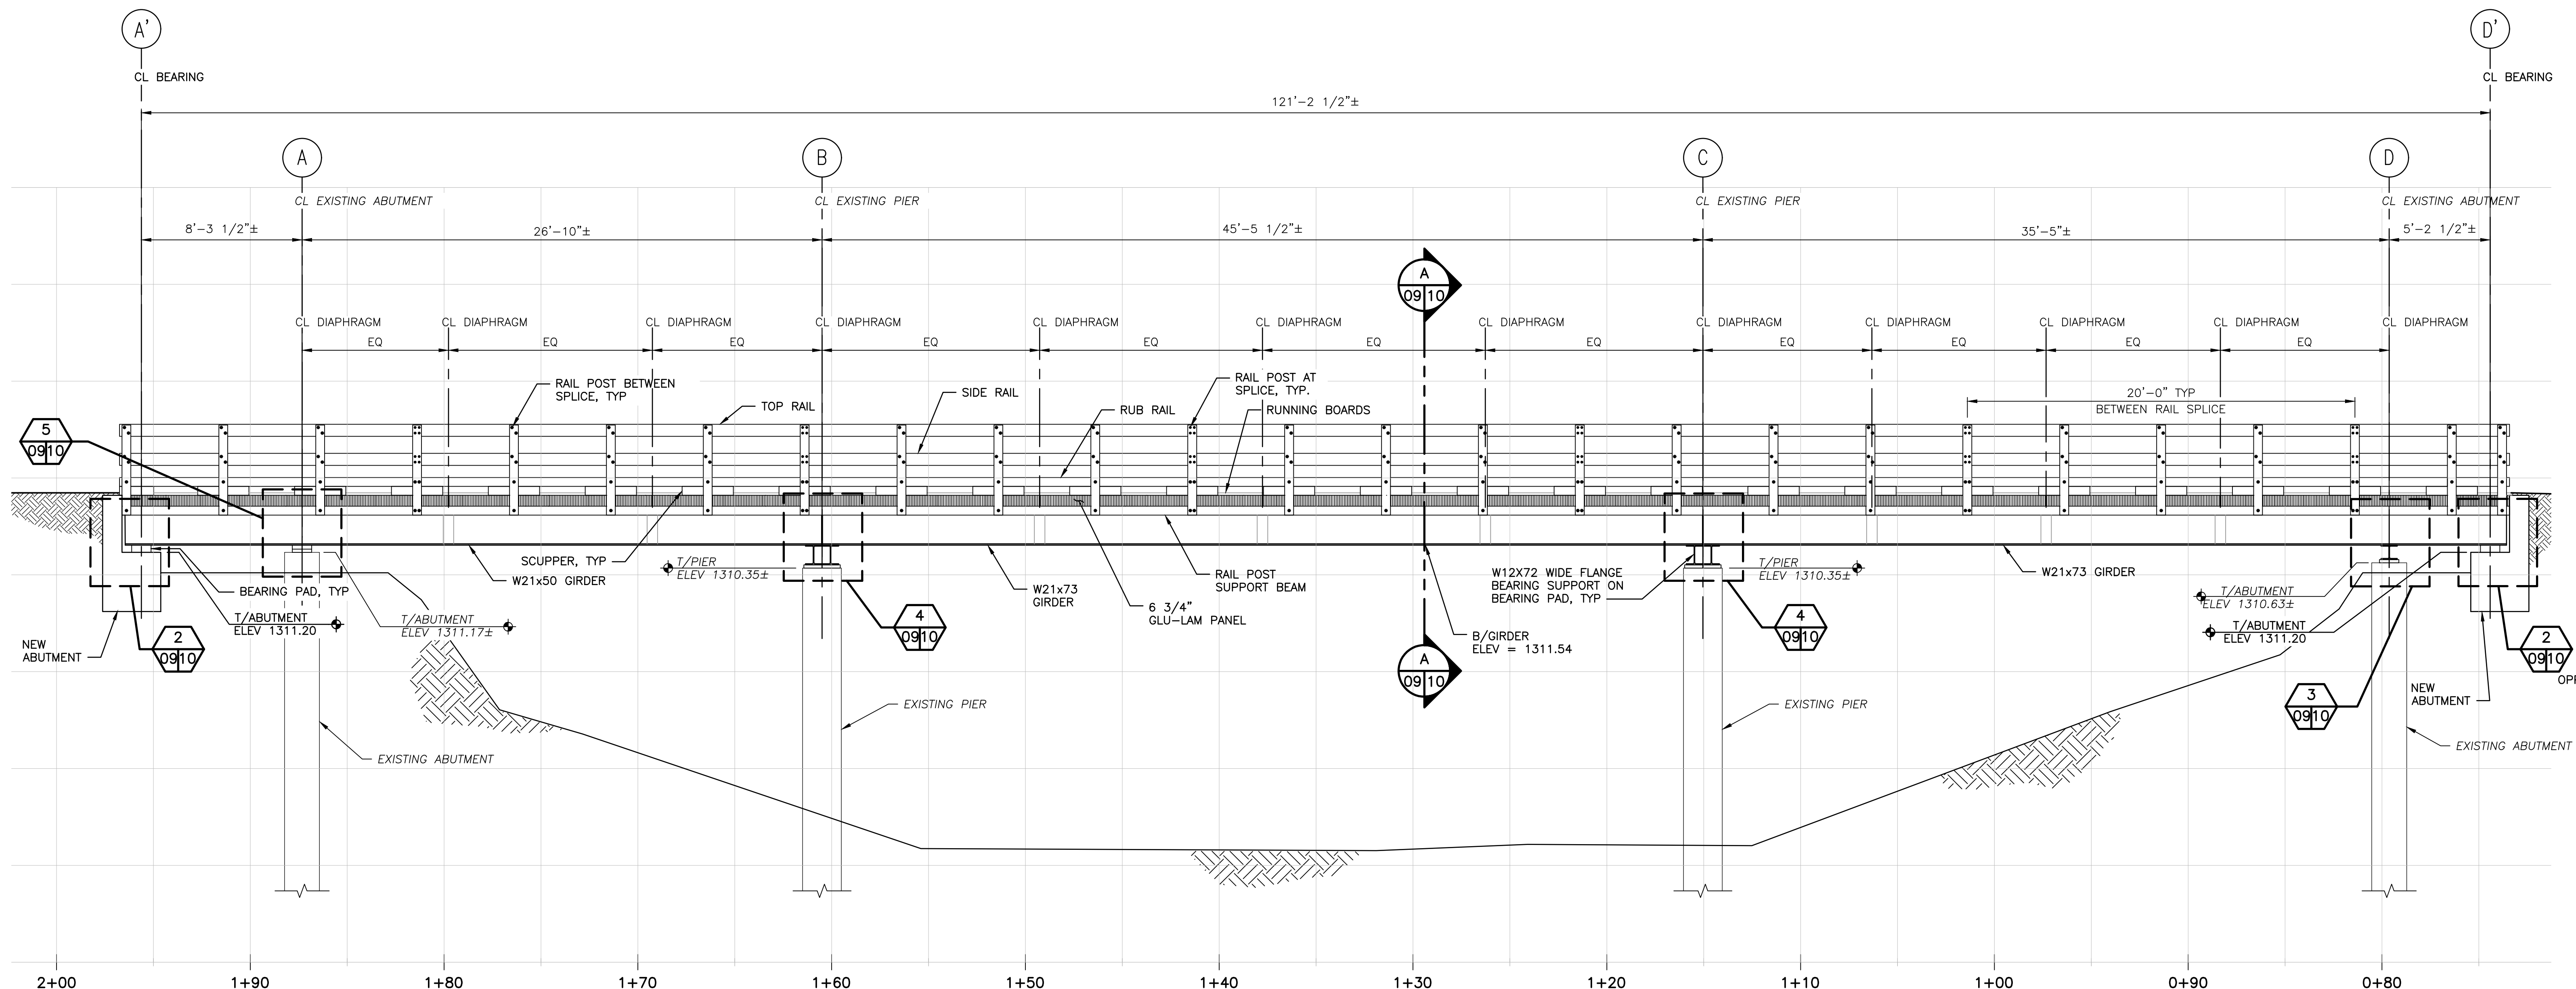 A'
D'
CL BEARING
CL BEARING
121'-2 1/2"±
A
B
C
D
CL EXISTING ABUTMENT
CL EXISTING PIER
CL EXISTING PIER
CL EXISTING ABUTMENT
8'-3 1/2"±
26'-10"±
45'-5 1/2"±
35'-5"±
5'-2 1/2"±
A
09 10
CL DIAPHRAGM
CL DIAPHRAGM
CL DIAPHRAGM
CL DIAPHRAGM
CL DIAPHRAGM
CL DIAPHRAGM
CL DIAPHRAGM
CL DIAPHRAGM
CL DIAPHRAGM
CL DIAPHRAGM
CL DIAPHRAGM
CL DIAPHRAGM
EQ
EQ
EQ
EQ
EQ
EQ
EQ
EQ
EQ
EQ
EQ
RAIL POST BETWEEN
SPLICE, TYP
TOP RAIL
SIDE RAIL
RUB RAIL
RAIL POST AT
SPLICE, TYP.
RUNNING BOARDS
20'-0" TYP
BETWEEN RAIL SPLICE
5
09 10
SCUPPER, TYP
W21x50 GIRDER
T/PIER
ELEV 1310.35±
W21x73
GIRDER
RAIL POST
SUPPORT BEAM
6 3/4"
GLU-LAM PANEL
W12X72 WIDE FLANGE
BEARING SUPPORT ON
BEARING PAD, TYP
T/PIER
ELEV 1310.35±
W21x73 GIRDER
BEARING PAD, TYP
T/ABUTMENT
ELEV 1311.20
T/ABUTMENT
ELEV 1311.17±
T/ABUTMENT
ELEV 1310.63±
T/ABUTMENT
ELEV 1311.20
NEW
ABUTMENT
2
09 10
4
09 10
B/GIRDER
ELEV = 1311.54
4
09 10
2
09 10
OPP
A
09 10
3
09 10
NEW
ABUTMENT
EXISTING PIER
EXISTING PIER
EXISTING ABUTMENT
EXISTING ABUTMENT
2+00
1+90
1+80
1+70
1+60
1+50
1+40
1+30
1+20
1+10
1+00
0+90
0+80